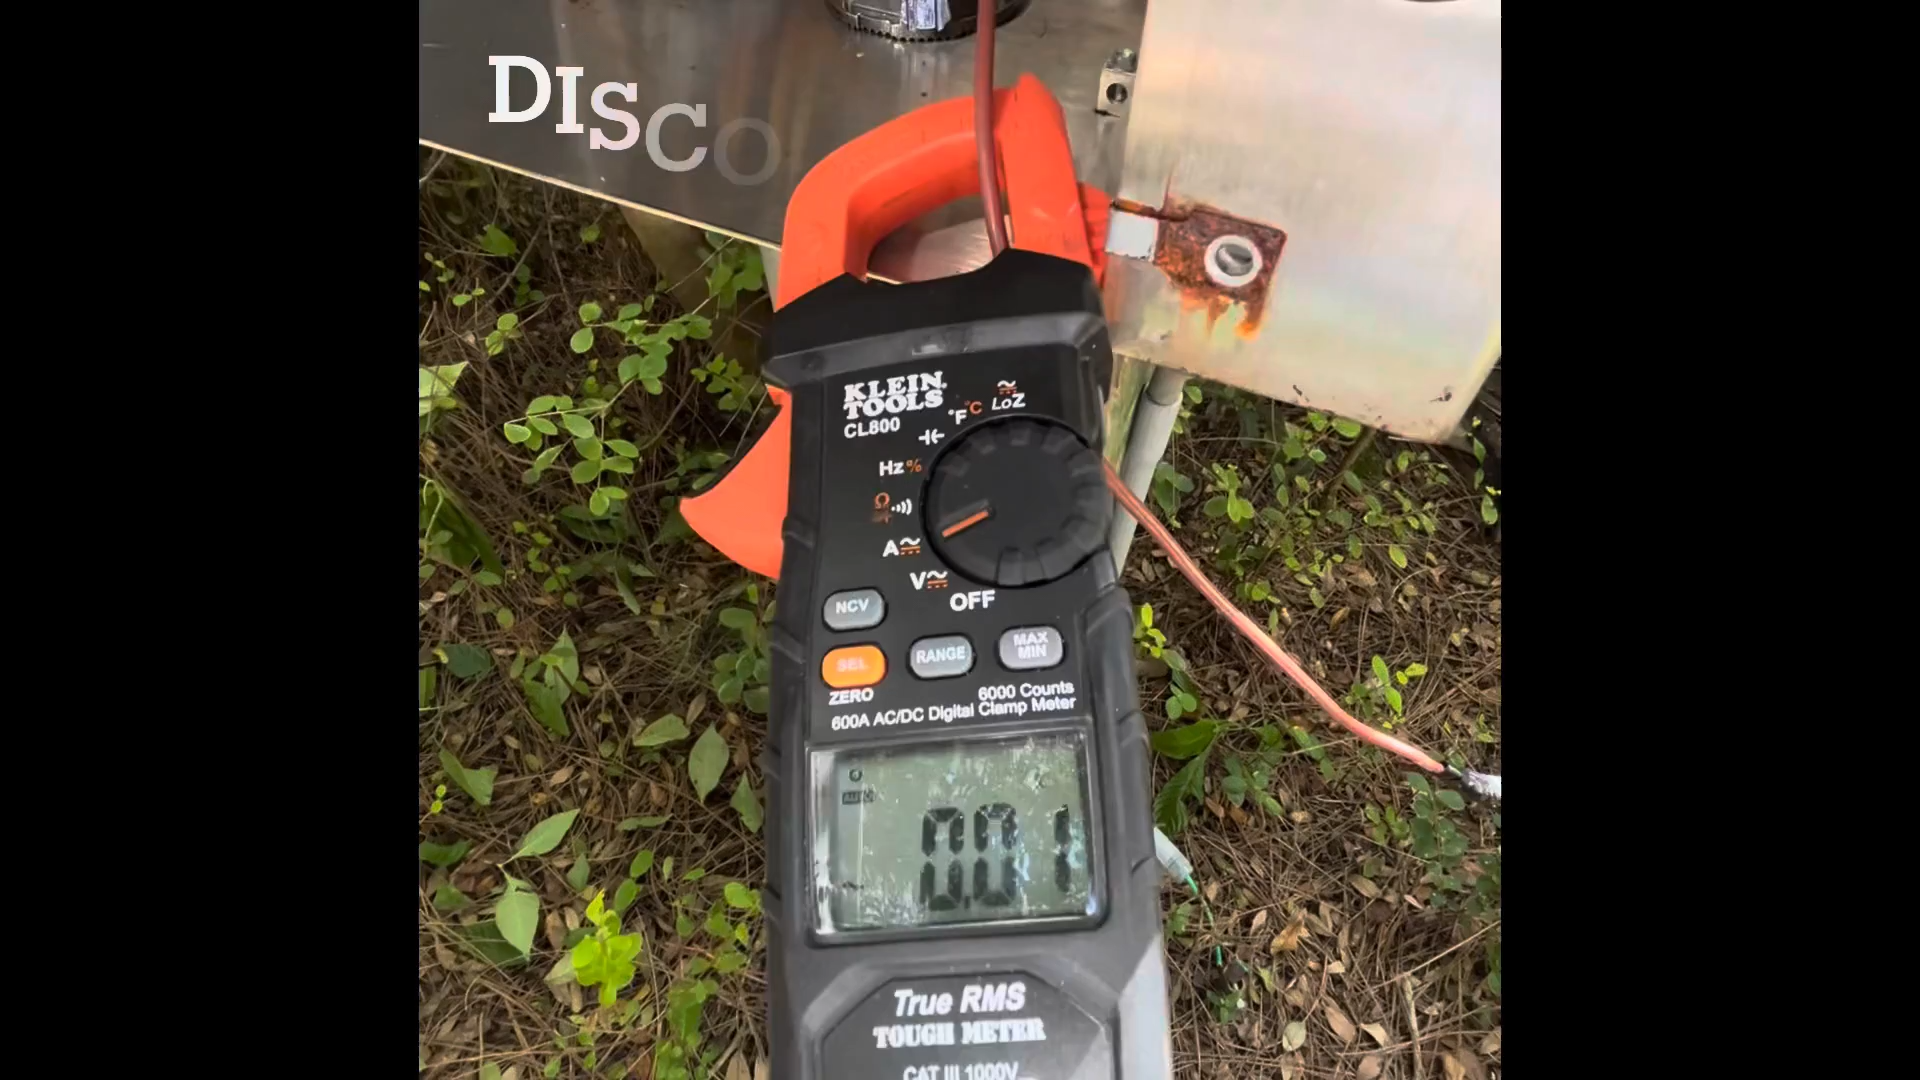 DISCO
KLEIN
TOOLS®
CL800
°F°C
LoZ
Hz%
Ω
A
V
OFF
NCV
SEL
RANGE
MAX
MIN
ZERO
6000 Counts
600A AC/DC Digital Clamp Meter
AUTO
0.01
True RMS
TOUGH METER
CAT III 1000V